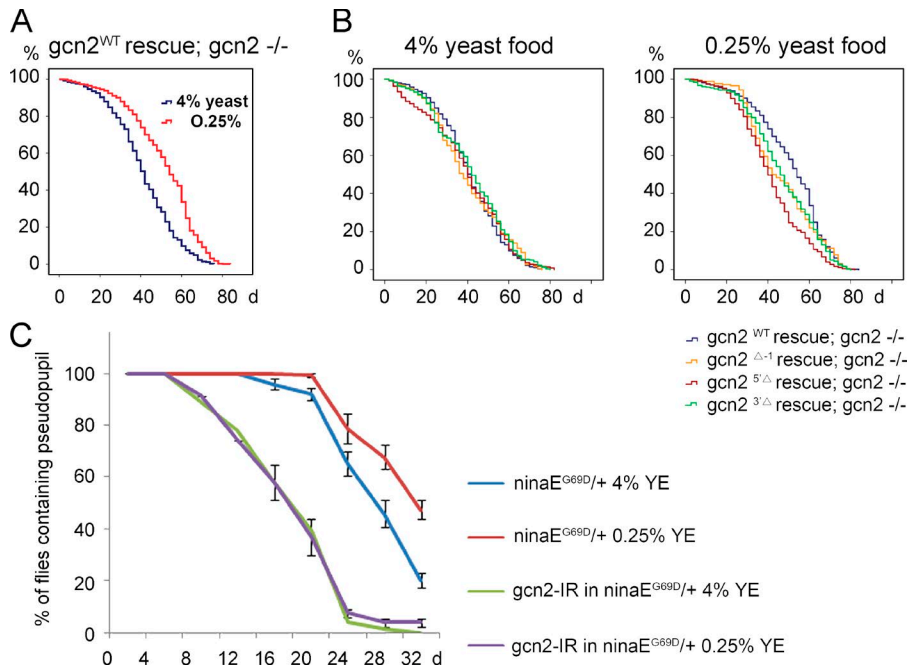 A
gcn2WT rescue; gcn2 -/-
%
100
80
60
40
20
0
4% yeast
0.25%
0 20 40 60 80 d
B
4% yeast food
%
100
80
60
40
20
0
0 20 40 60 80 d
0.25% yeast food
%
100
80
60
40
20
0
0 20 40 60 80 d
gcn2 WT rescue; gcn2 -/-
gcn2 △-1 rescue; gcn2 -/-
gcn2 5'△ rescue; gcn2 -/-
gcn2 3'△ rescue; gcn2 -/-
C
% of flies containing pseudopupil
100
80
60
40
20
0
0 4 8 12 16 20 24 28 32 d
ninaEG69D/+ 4% YE
ninaEG69D/+ 0.25% YE
gcn2-IR in ninaEG69D/+ 4% YE
gcn2-IR in ninaEG69D/+ 0.25% YE